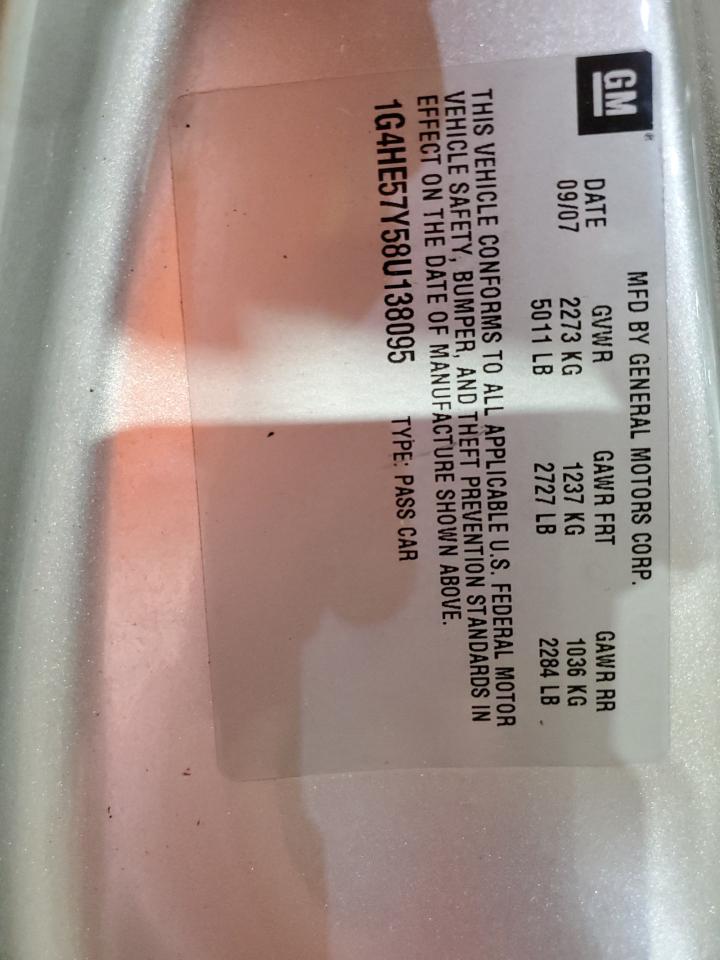 GM
MFD BY GENERAL MOTORS CORP.
DATE GVWR GAWR FRT GAWR RR
09/07 2273 KG 1237 KG 1036 KG
5011 LB 2727 LB 2284 LB
THIS VEHICLE CONFORMS TO ALL APPLICABLE U.S. FEDERAL MOTOR
VEHICLE SAFETY, BUMPER, AND THEFT PREVENTION STANDARDS IN
EFFECT ON THE DATE OF MANUFACTURE SHOWN ABOVE.
1G4HE57Y58U138095 TYPE: PASS CAR